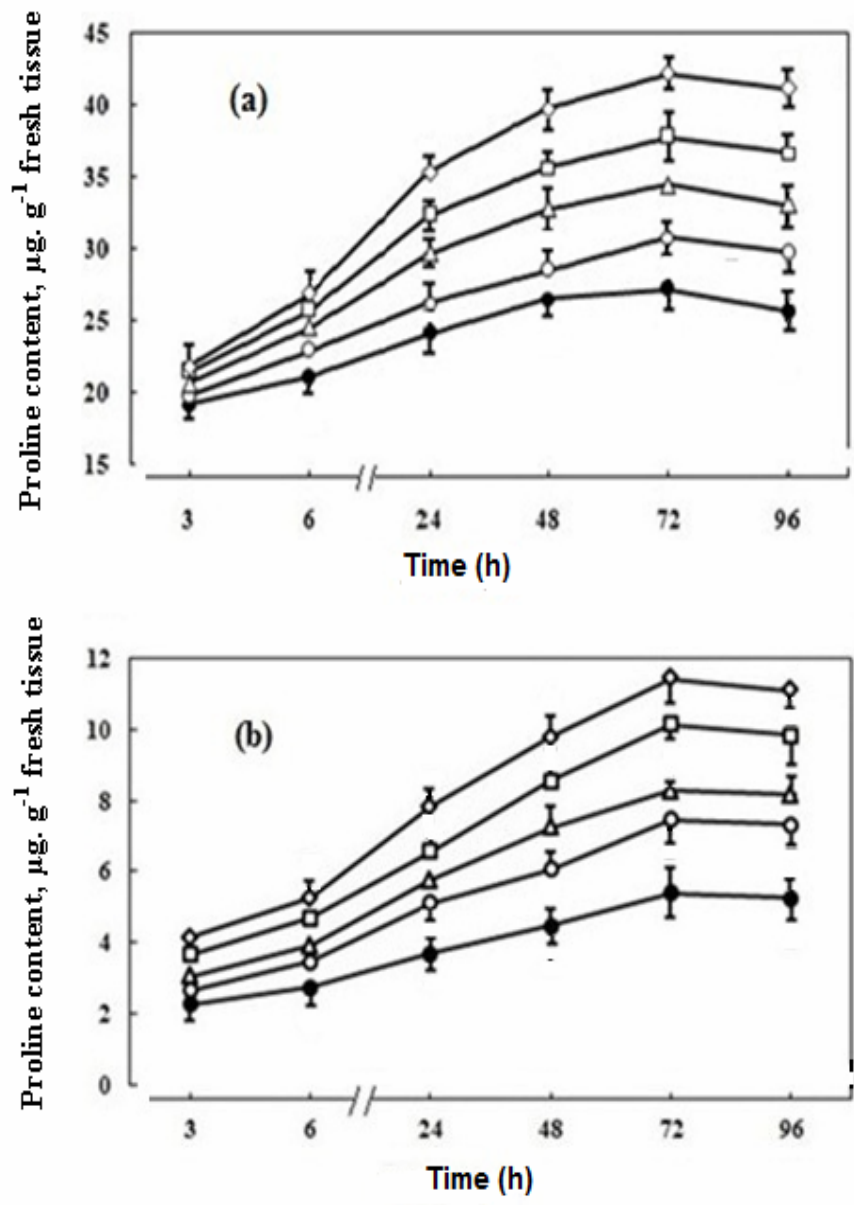 45
40
35
30
25
20
15
Proline content, µg. g-1 fresh tissue
(a)
3 6 24 48 72 96
Time (h)
12
10
8
6
4
2
0
Proline content, µg. g-1 fresh tissue
(b)
3 6 24 48 72 96
Time (h)